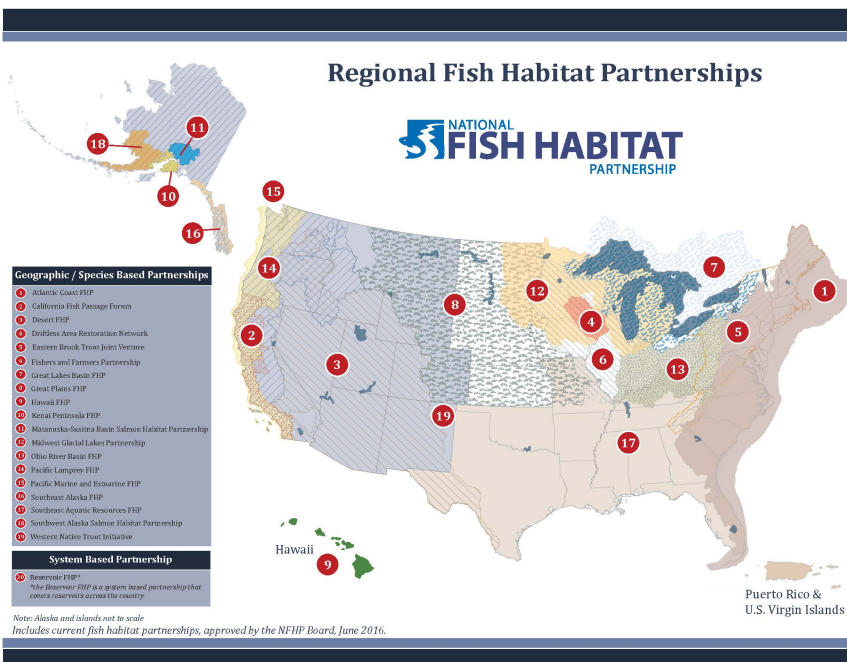 Regional Fish Habitat Partnerships
NATIONAL
FISH HABITAT
PARTNERSHIP
11
18
10
15
16
14
2
3
8
12
4
6
7
1
5
13
19
17
Geographic / Species Based Partnerships
1 Atlantic Coast FHP
2 California Fish Passage Forum
3 Desert FHP
4 Driftless Area Restoration Network
5 Eastern Brook Trout Joint Venture
6 Fishers and Farmers Partnership
7 Great Lakes Basin FHP
8 Great Plains FHP
9 Hawaii FHP
10 Kenai Peninsula FHP
11 Matanuska-Susitna Basin Salmon Habitat Partnership
12 Midwest Glacial Lakes Partnership
13 Ohio River Basin FHP
14 Pacific Lamprey FHP
15 Pacific Marine and Estuarine FHP
16 Southeast Alaska FHP
17 Southeast Aquatic Resources FHP
18 Southwest Alaska Salmon Habitat Partnership
19 Western Native Trout Initiative
System Based Partnership
20 Reservoir FHP*
*the Reservoir FHP is a system based partnership that
covers reservoirs across the country
Hawaii
9
Puerto Rico &
U.S. Virgin Islands
Note: Alaska and islands not to scale
Includes current fish habitat partnerships, approved by the NFHP Board, June 2016.